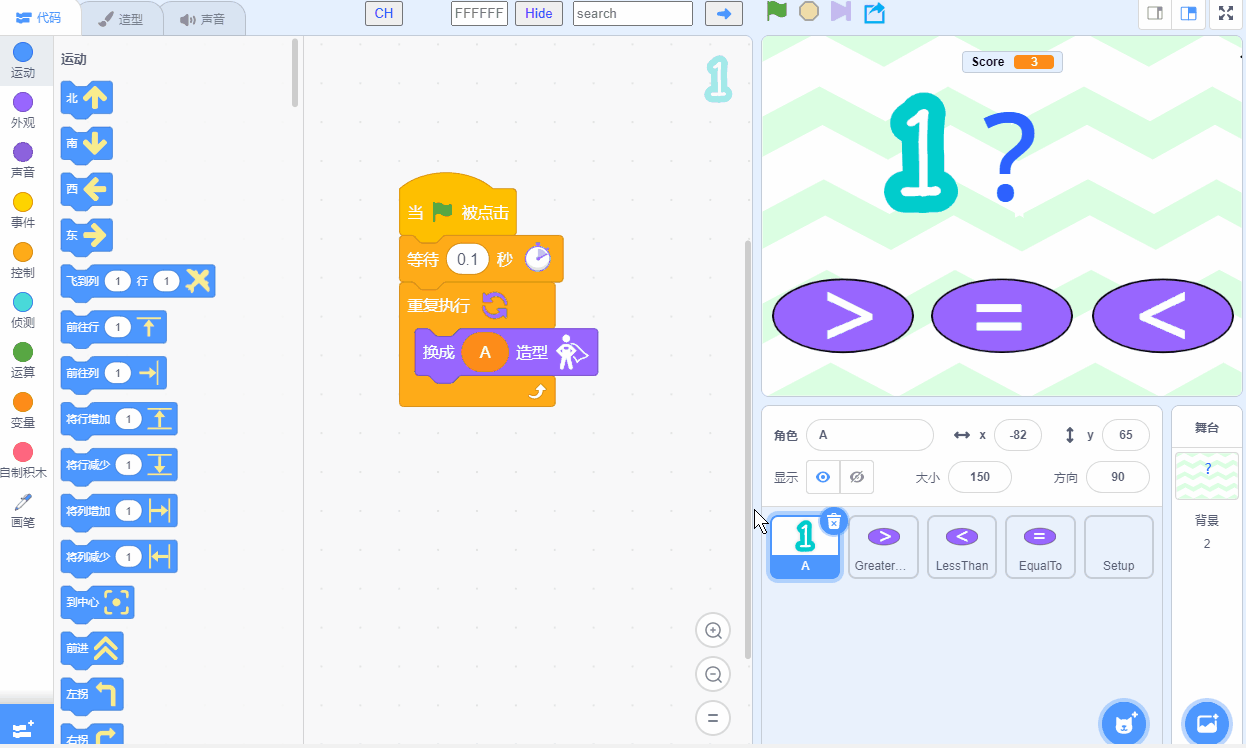 代码
造型
声音
CH
FFFFFF
Hide
search
运动
外观
声音
事件
控制
侦测
运算
变量
自制积木
画笔
运动
北
南
西
东
飞到列 1 行 1
前往行 1
前往列 1
将行增加 1
将行减少 1
将列增加 1
将列减少 1
到中心
前进
左拐
右拐
1
当 被点击
等待 0.1 秒
重复执行
换成 A 造型
=
Score 3
1 ?
> = <
角色 A x -82 y 65
显示 大小 150 方向 90
1
A
>
Greater...
<
LessThan
=
EqualTo
Setup
舞台
?
背景
2